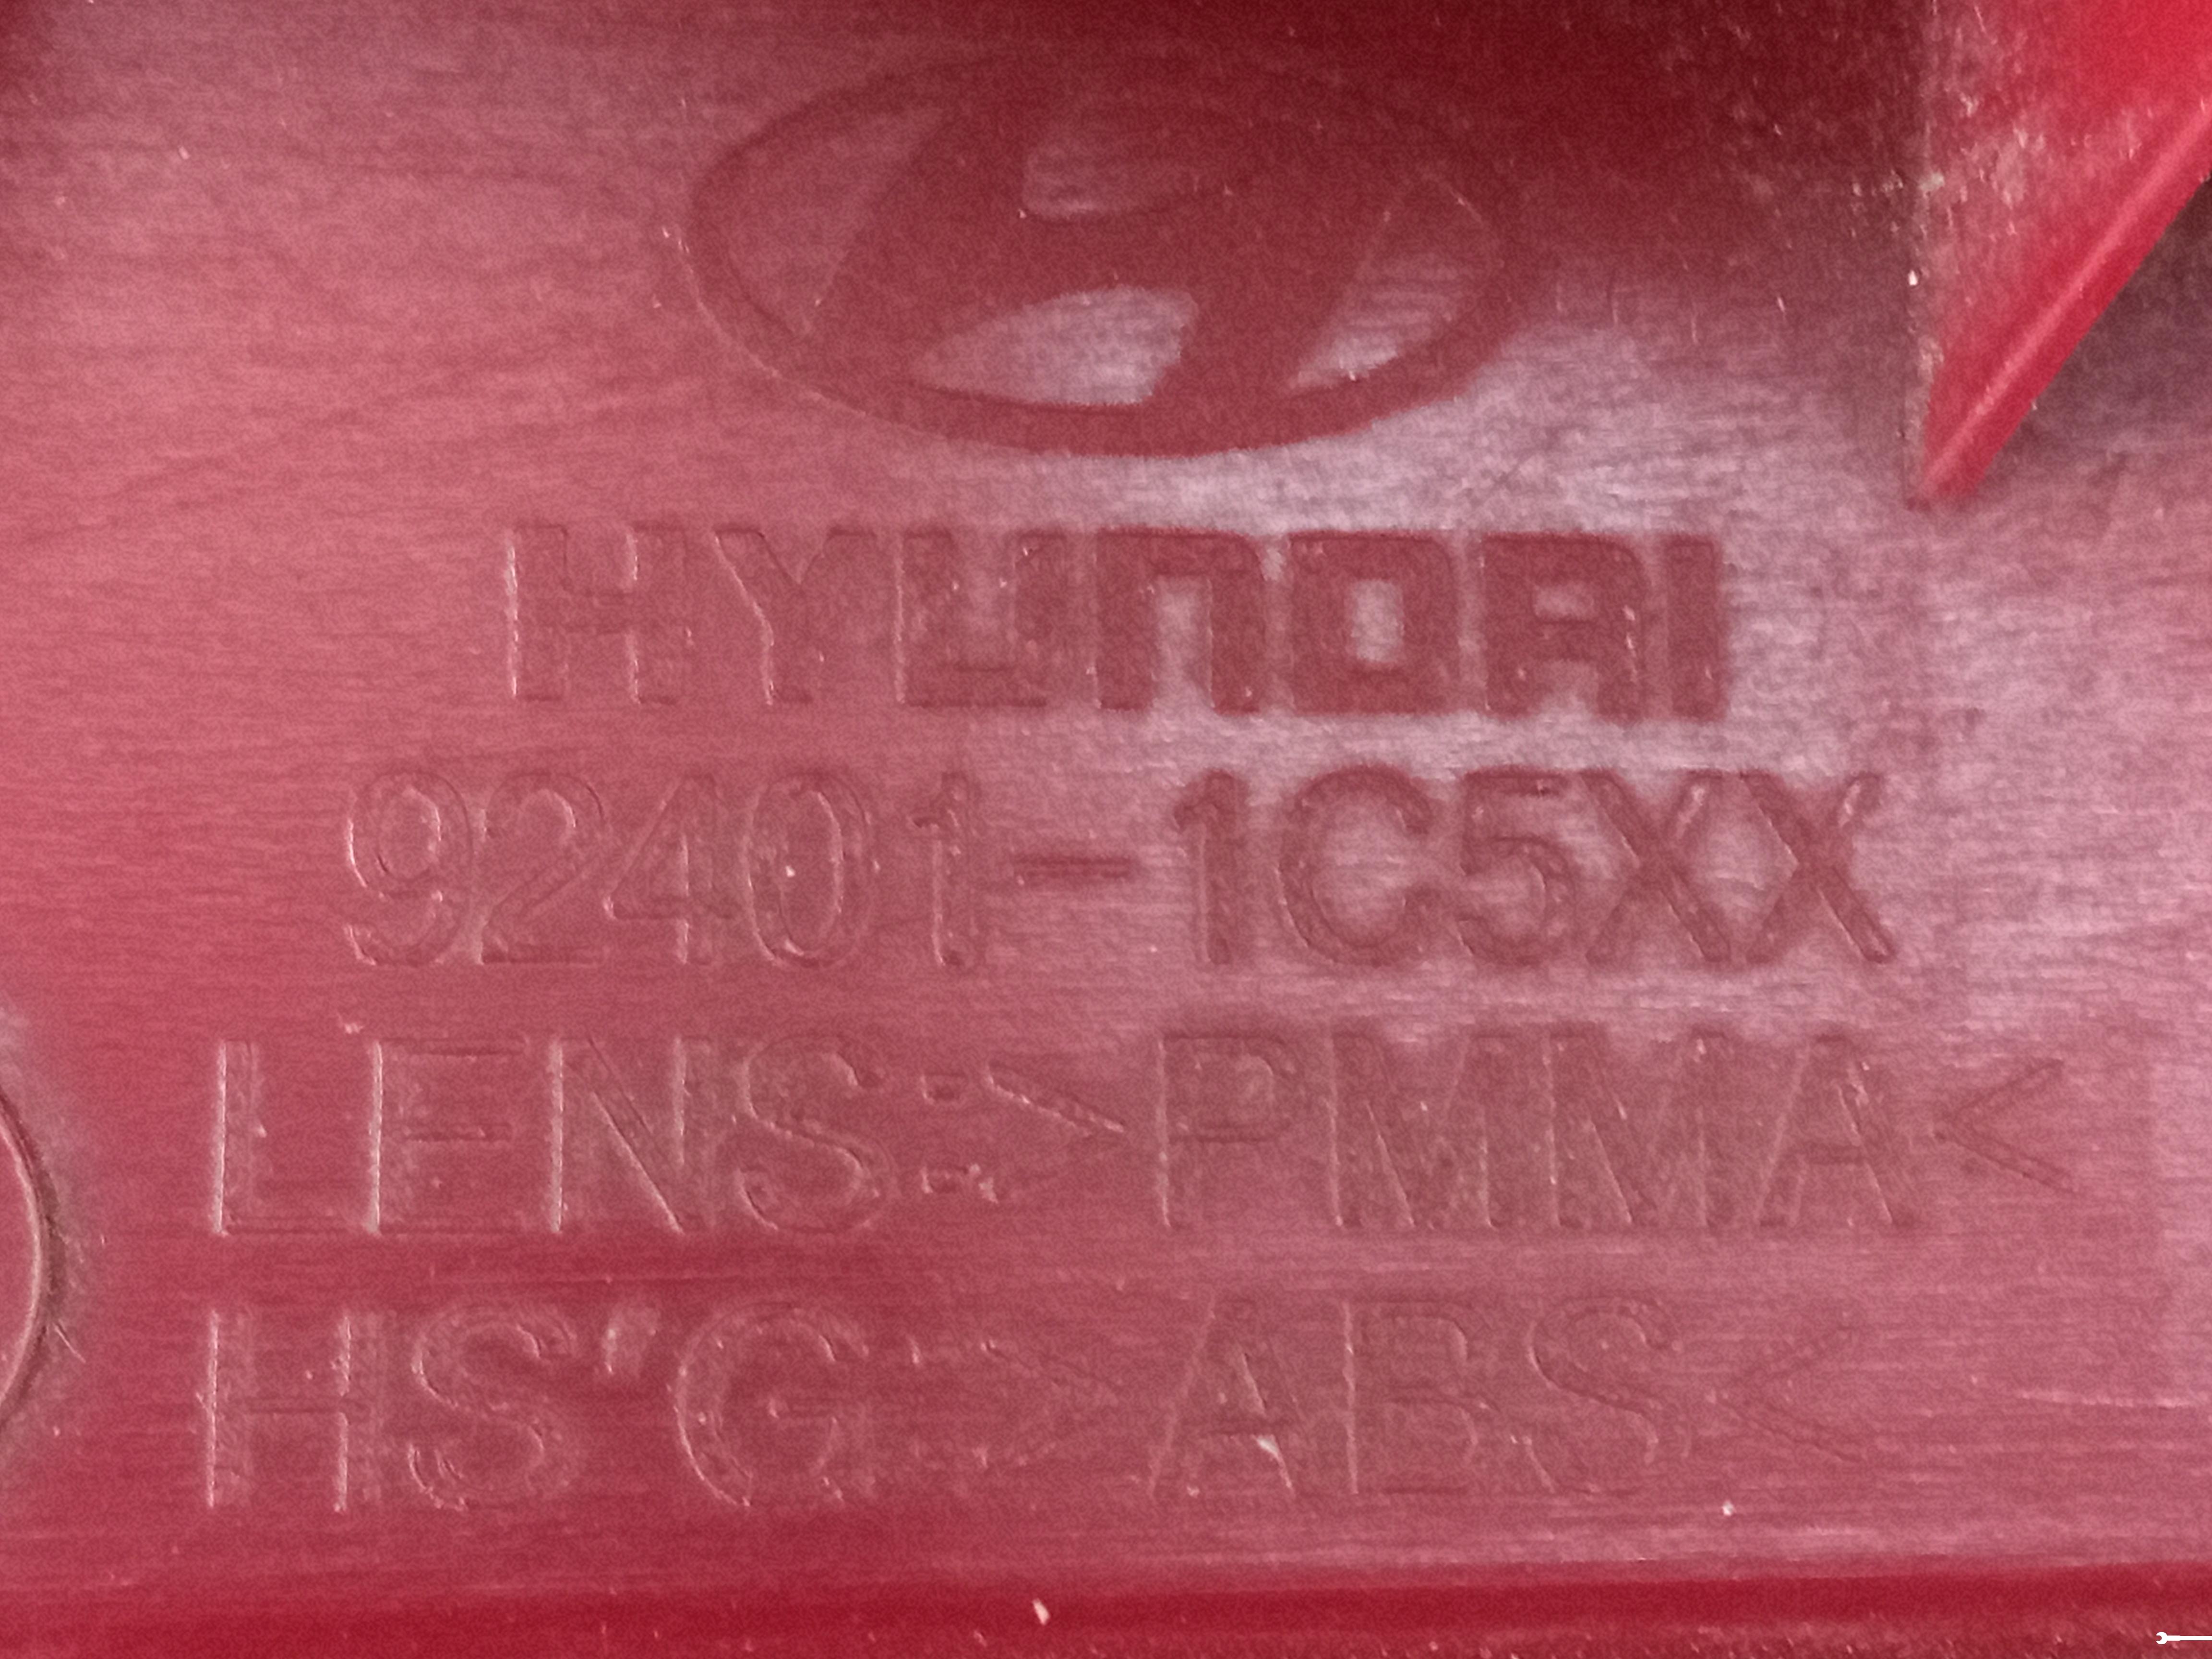 HYUNDAI
92401-1C5XX
LENS:>PMMA<
HS'G:>ABS<